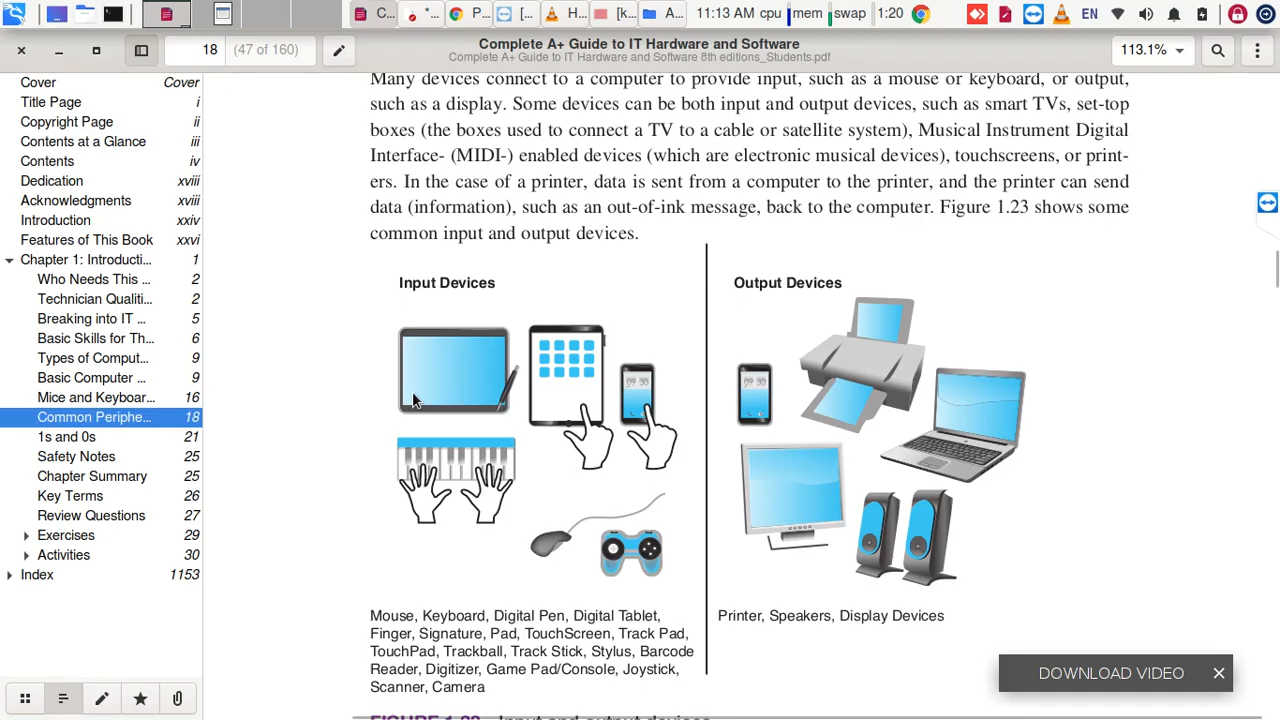 C...
*...
P...
[...
H...
[k...
A...
11:13 AM cpu
mem
swap
1:20
EN
18
(47 of 160)
Complete A+ Guide to IT Hardware and Software
Complete A+ Guide to IT Hardware and Software 8th editions_Students.pdf
113.1%
Cover Cover
Title Page i
Copyright Page ii
Contents at a Glance iii
Contents iv
Dedication xviii
Acknowledgments xviii
Introduction xxiv
Features of This Book xxvi
Chapter 1: Introducti... 1
Who Needs This ... 2
Technician Qualiti... 2
Breaking into IT ... 5
Basic Skills for Th... 6
Types of Comput... 9
Basic Computer ... 9
Mice and Keyboar... 16
Common Periphe... 18
1s and 0s 21
Safety Notes 25
Chapter Summary 25
Key Terms 26
Review Questions 27
Exercises 29
Activities 30
Index 1153
Many devices connect to a computer to provide input, such as a mouse or keyboard, or output,
such as a display. Some devices can be both input and output devices, such as smart TVs, set-top
boxes (the boxes used to connect a TV to a cable or satellite system), Musical Instrument Digital
Interface- (MIDI-) enabled devices (which are electronic musical devices), touchscreens, or print-
ers. In the case of a printer, data is sent from a computer to the printer, and the printer can send
data (information), such as an out-of-ink message, back to the computer. Figure 1.23 shows some
common input and output devices.
Input Devices
Output Devices
09 30
09 30
Mouse, Keyboard, Digital Pen, Digital Tablet,
Finger, Signature, Pad, TouchScreen, Track Pad,
TouchPad, Trackball, Track Stick, Stylus, Barcode
Reader, Digitizer, Game Pad/Console, Joystick,
Scanner, Camera
Printer, Speakers, Display Devices
DOWNLOAD VIDEO
FIGURE 1.23 Input and output devices